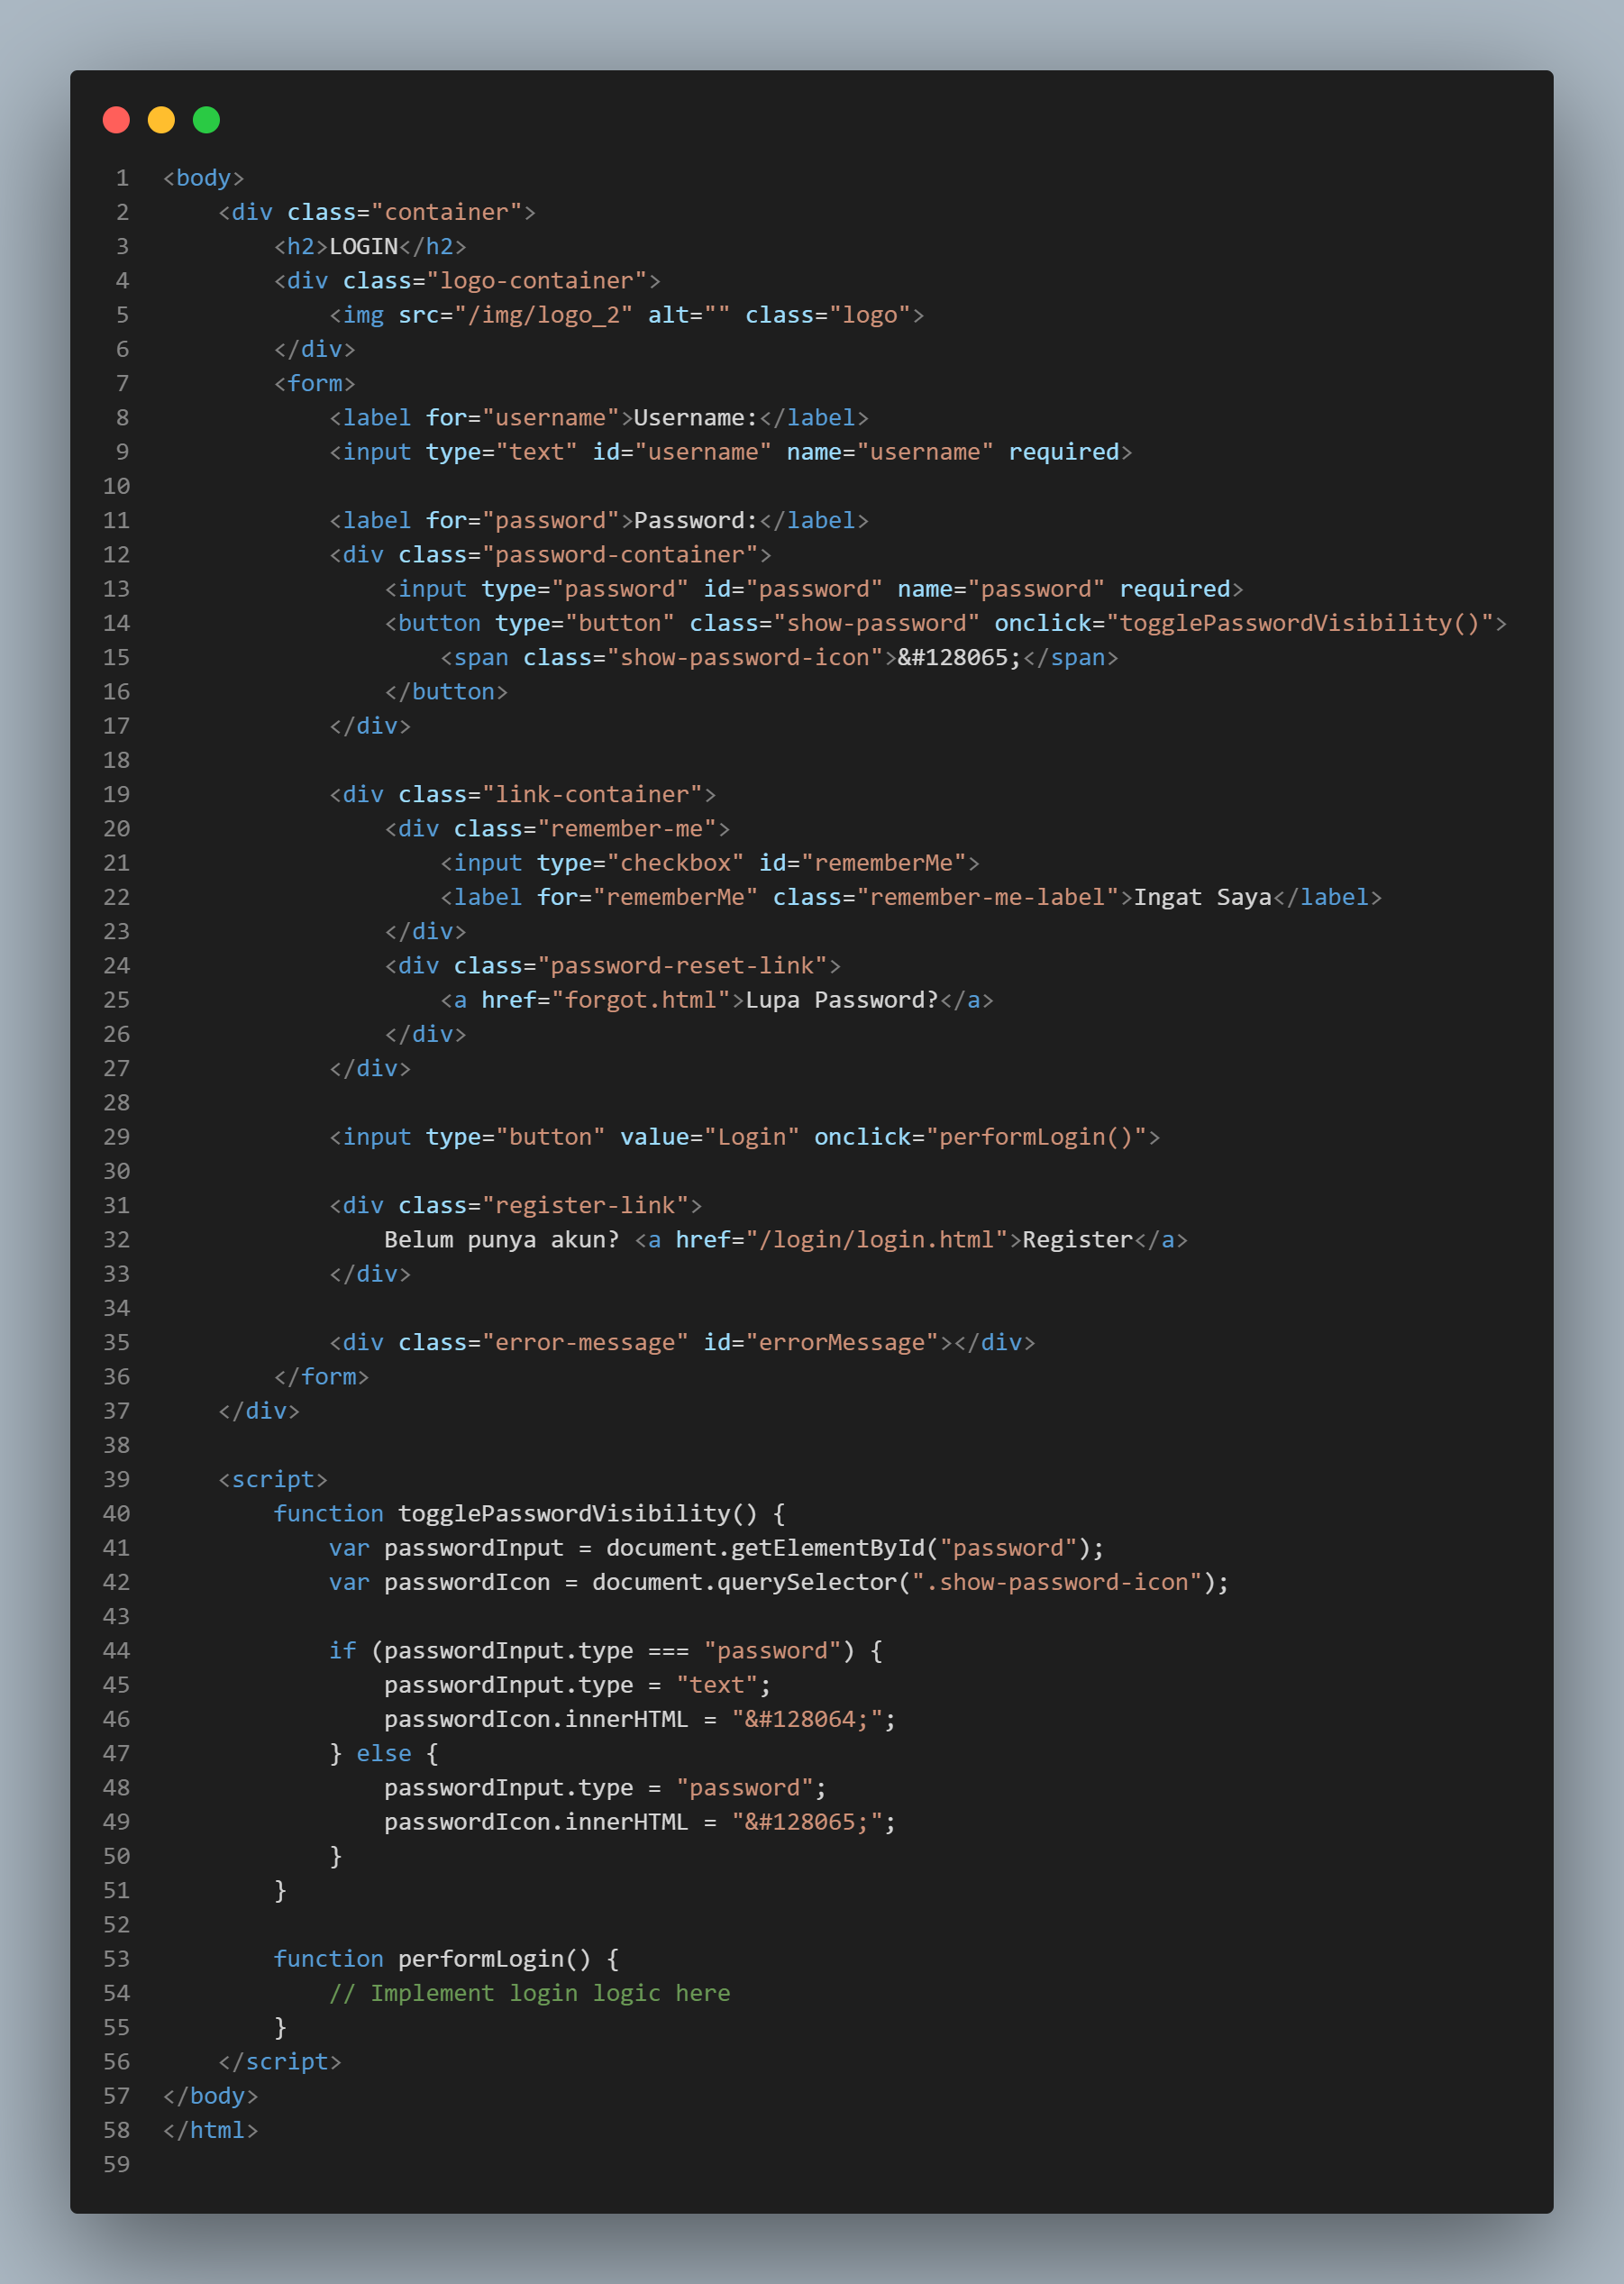 1 <body>
2     <div class="container">
3         <h2>LOGIN</h2>
4         <div class="logo-container">
5             <img src="/img/logo_2" alt="" class="logo">
6         </div>
7         <form>
8             <label for="username">Username:</label>
9             <input type="text" id="username" name="username" required>
10
11             <label for="password">Password:</label>
12             <div class="password-container">
13                 <input type="password" id="password" name="password" required>
14                 <button type="button" class="show-password" onclick="togglePasswordVisibility()">
15                     <span class="show-password-icon">&#128065;</span>
16                 </button>
17             </div>
18
19             <div class="link-container">
20                 <div class="remember-me">
21                     <input type="checkbox" id="rememberMe">
22                     <label for="rememberMe" class="remember-me-label">Ingat Saya</label>
23                 </div>
24                 <div class="password-reset-link">
25                     <a href="forgot.html">Lupa Password?</a>
26                 </div>
27             </div>
28
29             <input type="button" value="Login" onclick="performLogin()">
30
31             <div class="register-link">
32                 Belum punya akun? <a href="/login/login.html">Register</a>
33             </div>
34
35             <div class="error-message" id="errorMessage"></div>
36         </form>
37     </div>
38
39     <script>
40         function togglePasswordVisibility() {
41             var passwordInput = document.getElementById("password");
42             var passwordIcon = document.querySelector(".show-password-icon");
43
44             if (passwordInput.type === "password") {
45                 passwordInput.type = "text";
46                 passwordIcon.innerHTML = "&#128064;";
47             } else {
48                 passwordInput.type = "password";
49                 passwordIcon.innerHTML = "&#128065;";
50             }
51         }
52
53         function performLogin() {
54             // Implement login logic here
55         }
56     </script>
57 </body>
58 </html>
59